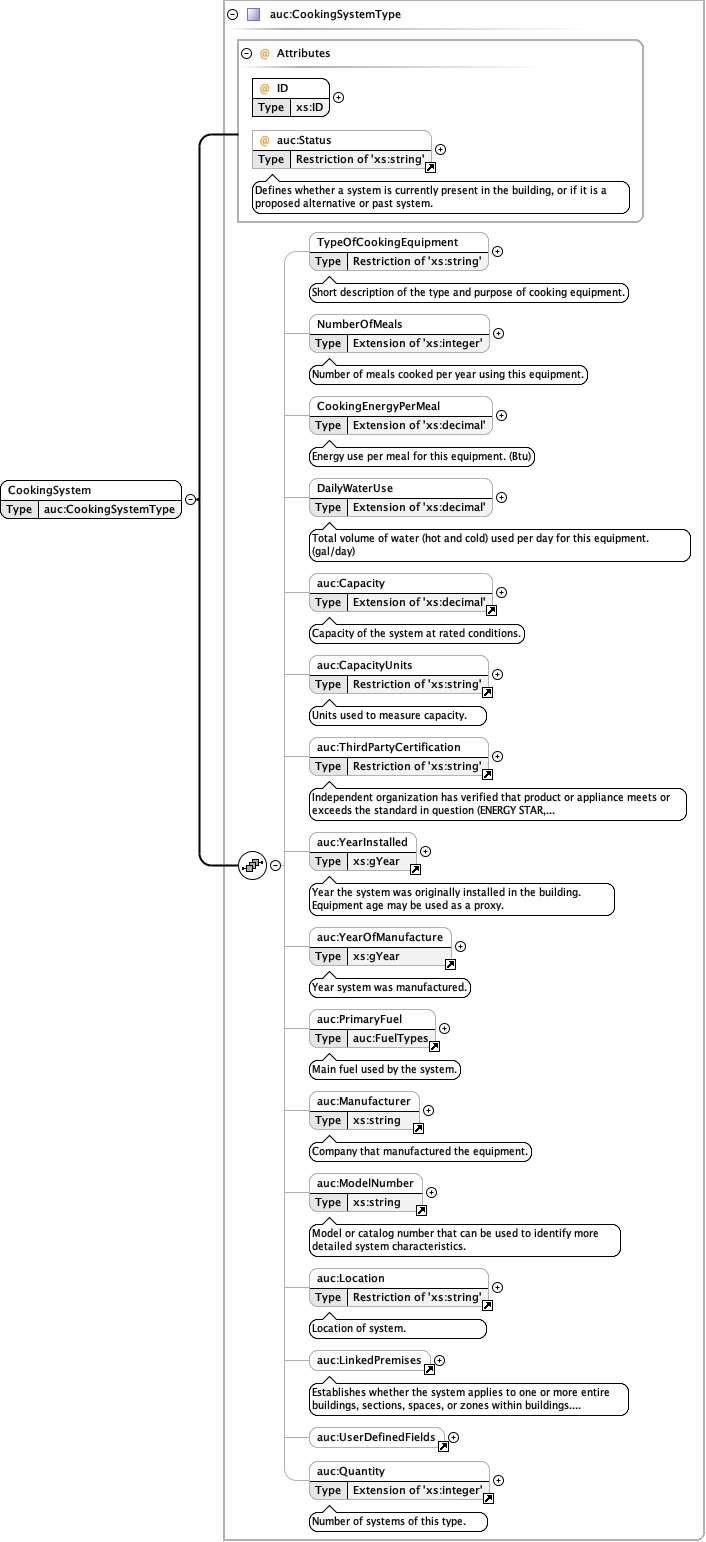 auc:CookingSystemType
@ Attributes
@ ID
Type xs:ID
@ auc:Status
Type Restriction of 'xs:string'
Defines whether a system is currently present in the building, or if it is a
proposed alternative or past system.
TypeOfCookingEquipment
Type Restriction of 'xs:string'
Short description of the type and purpose of cooking equipment.
NumberOfMeals
Type Extension of 'xs:integer'
Number of meals cooked per year using this equipment.
CookingEnergyPerMeal
Type Extension of 'xs:decimal'
Energy use per meal for this equipment. (Btu)
CookingSystem
Type auc:CookingSystemType
DailyWaterUse
Type Extension of 'xs:decimal'
Total volume of water (hot and cold) used per day for this equipment.
(gal/day)
auc:Capacity
Type Extension of 'xs:decimal'
Capacity of the system at rated conditions.
auc:CapacityUnits
Type Restriction of 'xs:string'
Units used to measure capacity.
auc:ThirdPartyCertification
Type Restriction of 'xs:string'
Independent organization has verified that product or appliance meets or
exceeds the standard in question (ENERGY STAR,...
auc:YearInstalled
Type xs:gYear
Year the system was originally installed in the building.
Equipment age may be used as a proxy.
auc:YearOfManufacture
Type xs:gYear
Year system was manufactured.
auc:PrimaryFuel
Type auc:FuelTypes
Main fuel used by the system.
auc:Manufacturer
Type xs:string
Company that manufactured the equipment.
auc:ModelNumber
Type xs:string
Model or catalog number that can be used to identify more
detailed system characteristics.
auc:Location
Type Restriction of 'xs:string'
Location of system.
auc:LinkedPremises
Establishes whether the system applies to one or more entire
buildings, sections, spaces, or zones within buildings....
auc:UserDefinedFields
auc:Quantity
Type Extension of 'xs:integer'
Number of systems of this type.